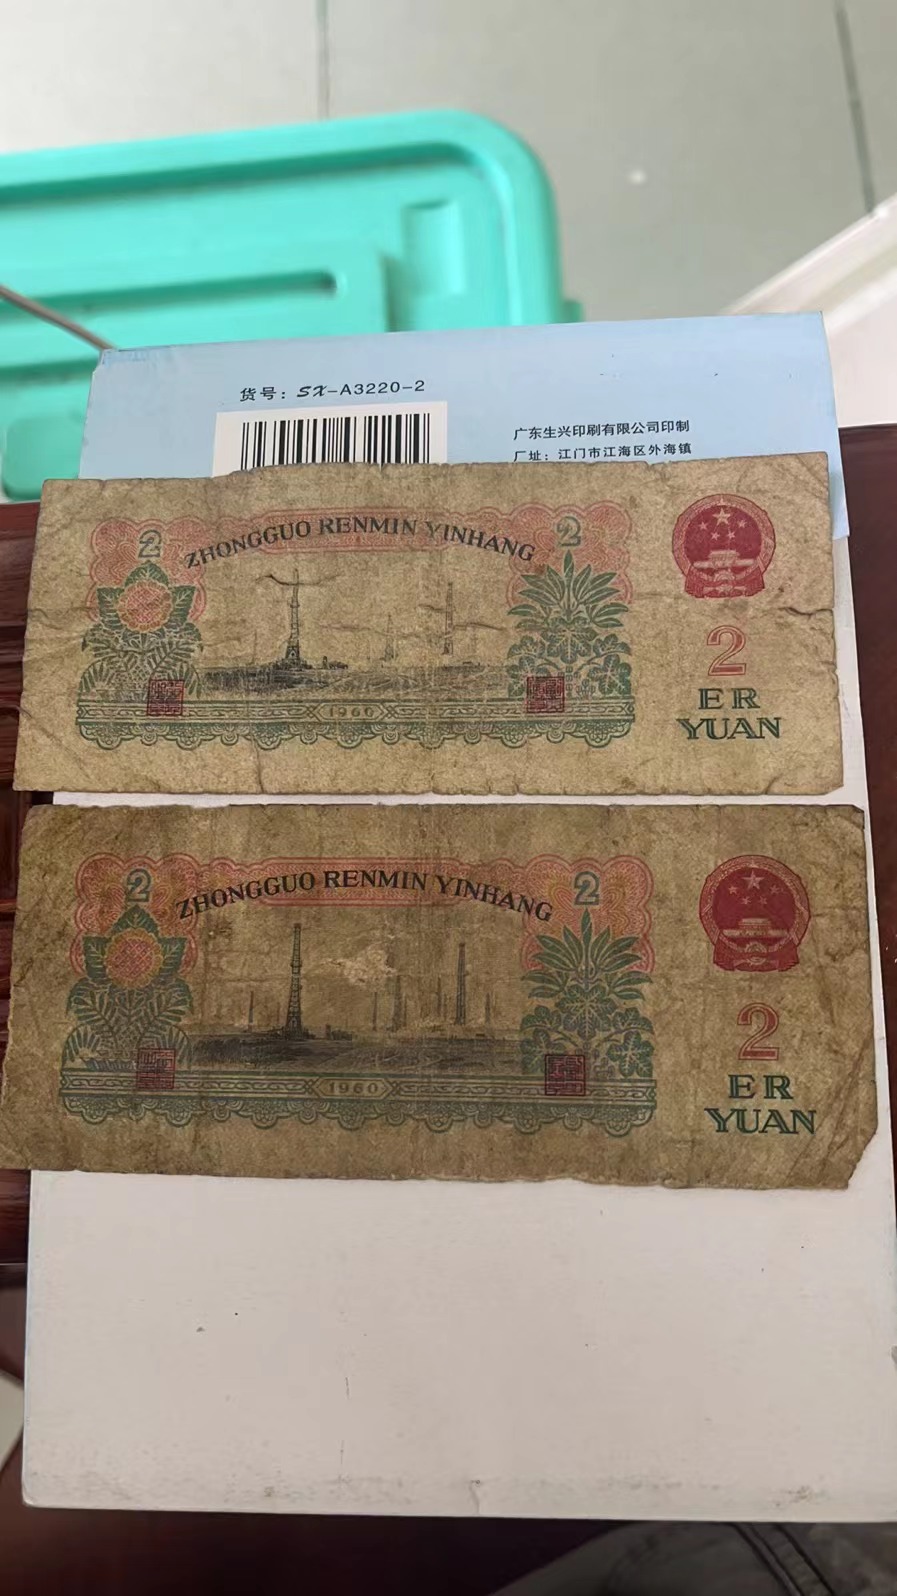 货号：SX-A3220-2
广东生兴印刷有限公司印制
厂址：江门市江海区外海镇
2 ZHONGGUO RENMIN YINHANG 2
2
1960
ER
YUAN
2 ZHONGGUO RENMIN YINHANG 2
2
1960
ER
YUAN